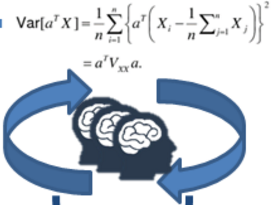 Var[a^T X] = \frac{1}{n} \sum_{i=1}^{n} \left\{ a^T \left( X_i - \frac{1}{n} \sum_{j=1}^{n} X_j \right) \right\}^2
= a^T V_{XX} a.